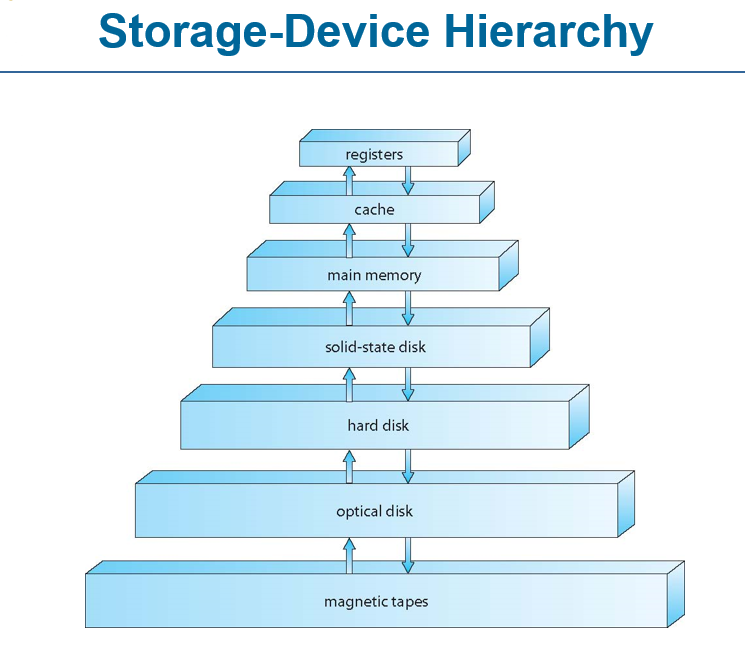 Storage-Device Hierarchy
registers
cache
main memory
solid-state disk
hard disk
optical disk
magnetic tapes